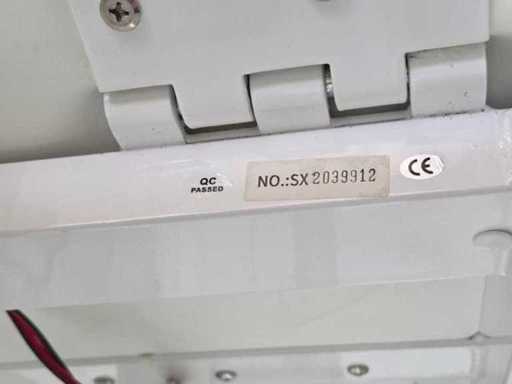 QC
PASSED
NO.:SX2039912
CE